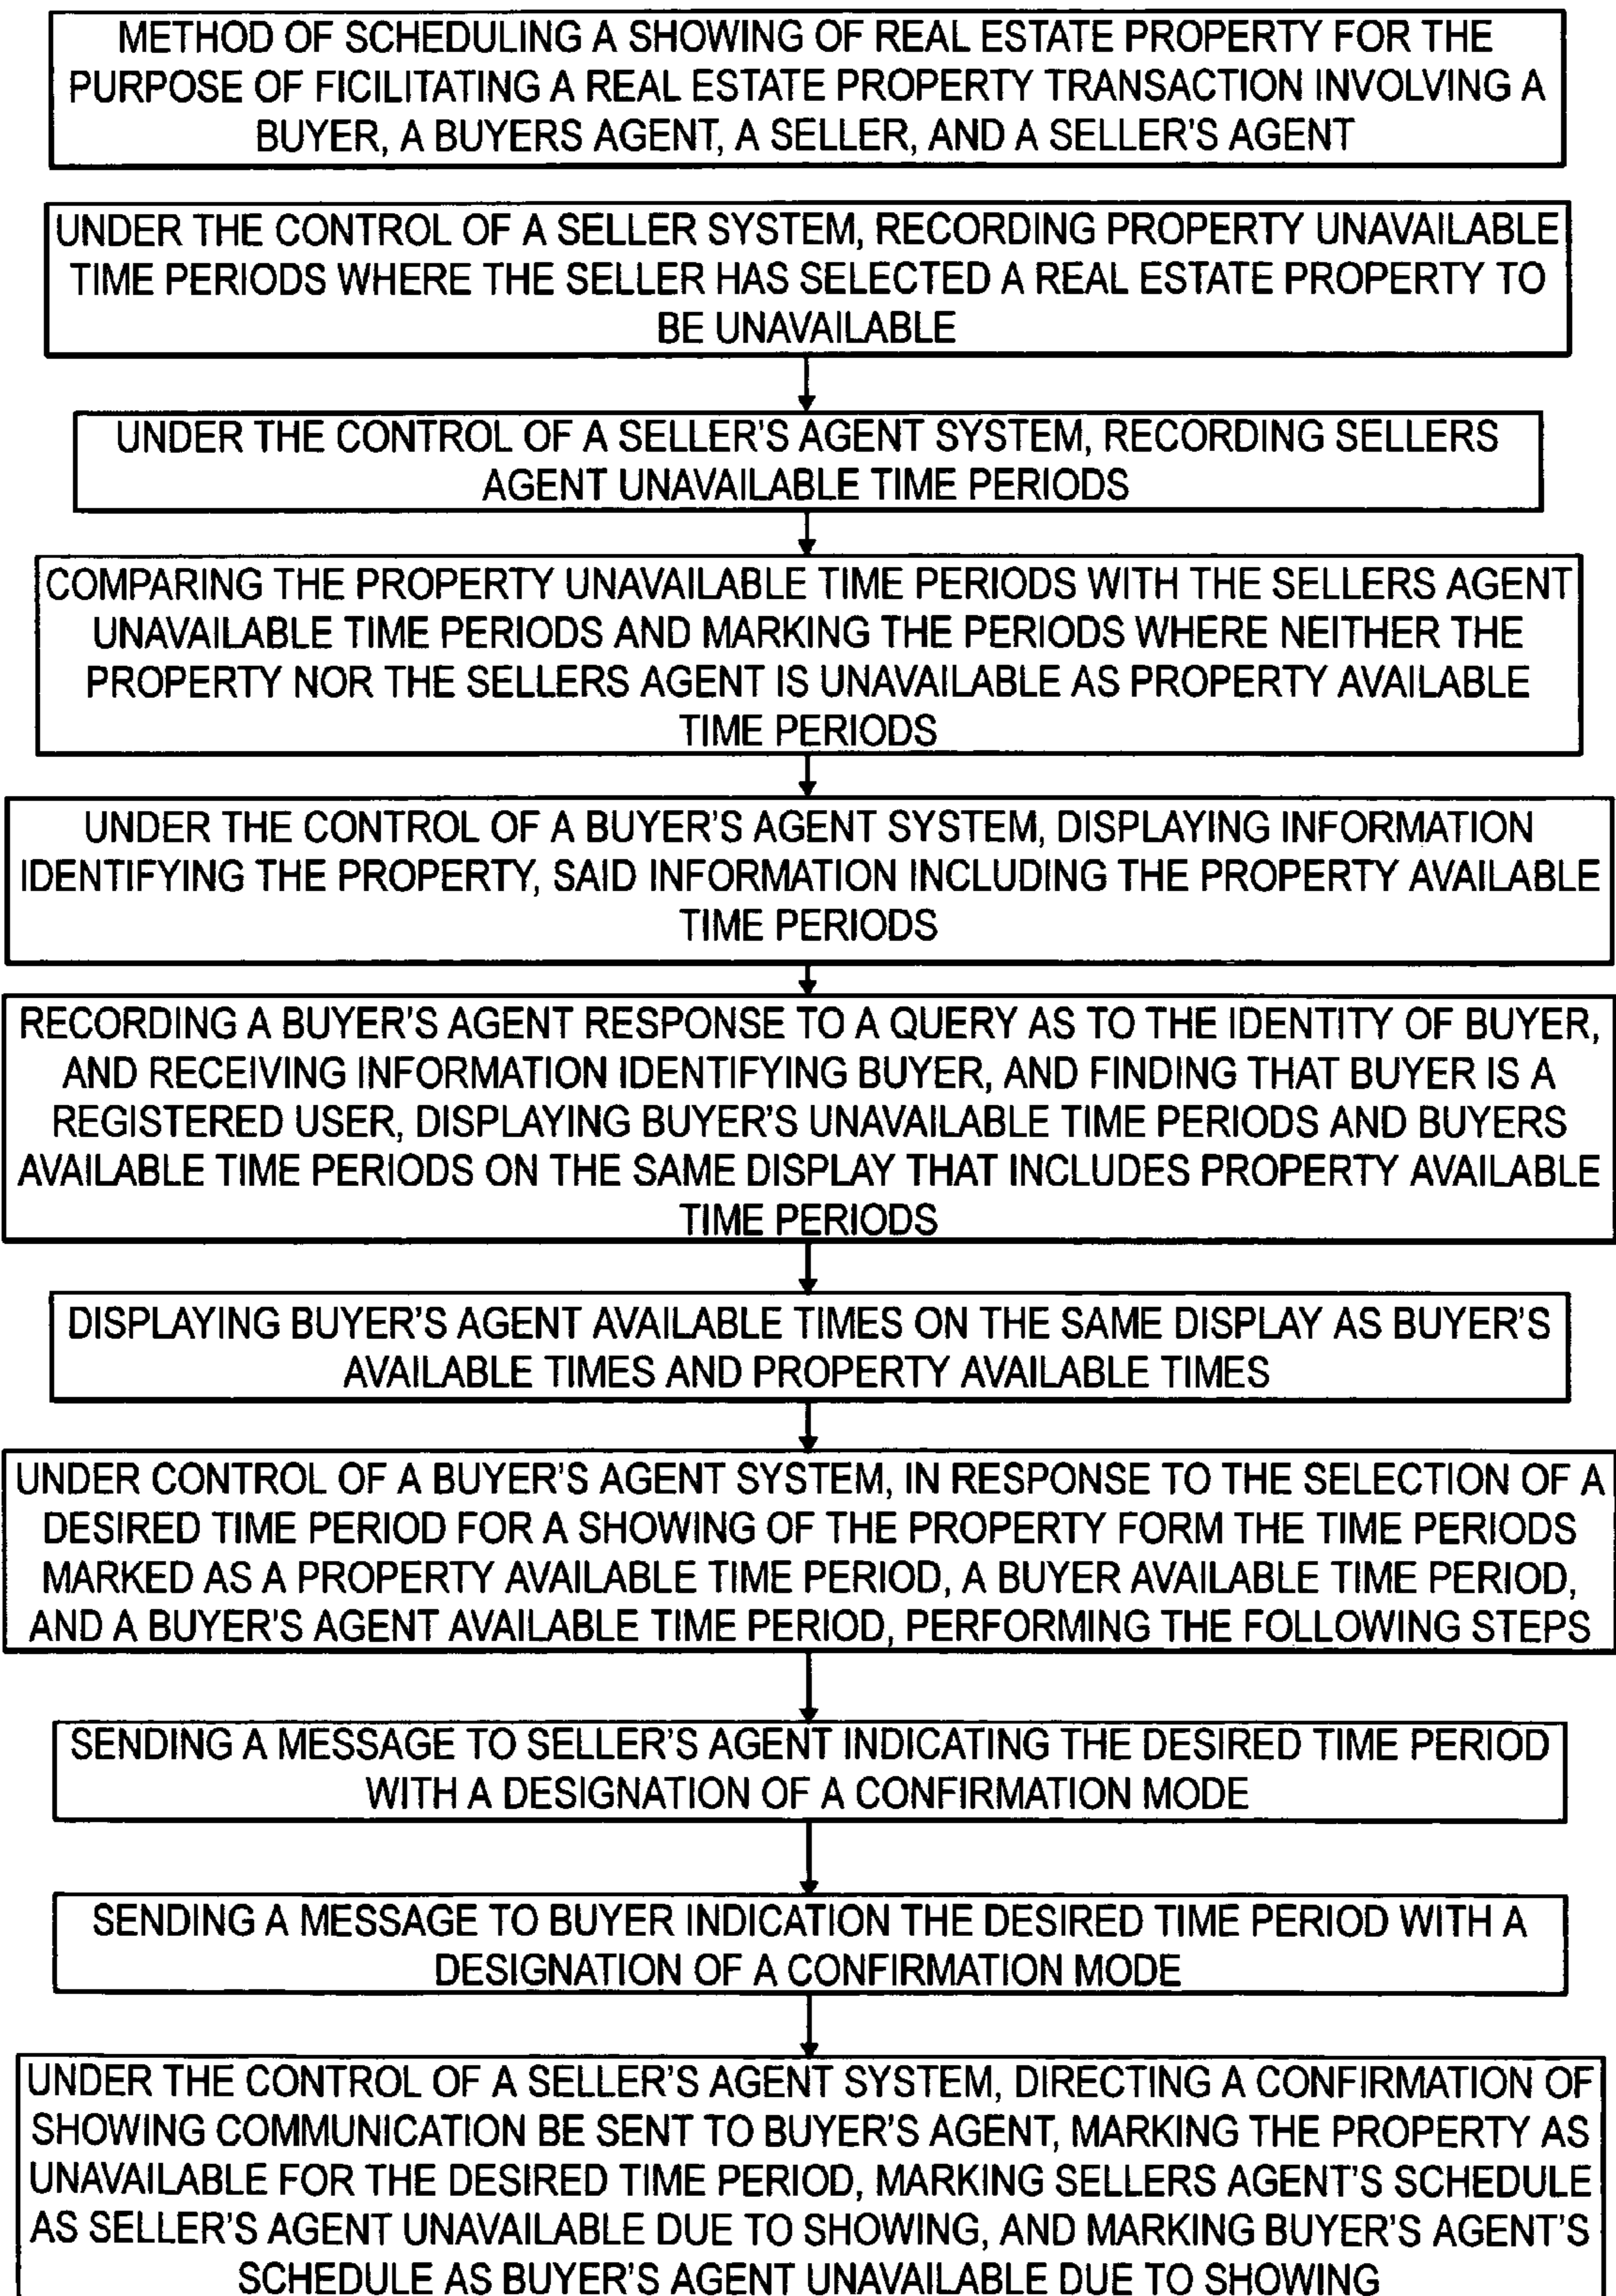 METHOD OF SCHEDULING A SHOWING OF REAL ESTATE PROPERTY FOR THE
PURPOSE OF FICILITATING A REAL ESTATE PROPERTY TRANSACTION INVOLVING A
BUYER, A BUYERS AGENT, A SELLER, AND A SELLER'S AGENT
UNDER THE CONTROL OF A SELLER SYSTEM, RECORDING PROPERTY UNAVAILABLE
TIME PERIODS WHERE THE SELLER HAS SELECTED A REAL ESTATE PROPERTY TO
BE UNAVAILABLE
UNDER THE CONTROL OF A SELLER'S AGENT SYSTEM, RECORDING SELLERS
AGENT UNAVAILABLE TIME PERIODS
COMPARING THE PROPERTY UNAVAILABLE TIME PERIODS WITH THE SELLERS AGENT
UNAVAILABLE TIME PERIODS AND MARKING THE PERIODS WHERE NEITHER THE
PROPERTY NOR THE SELLERS AGENT IS UNAVAILABLE AS PROPERTY AVAILABLE
TIME PERIODS
UNDER THE CONTROL OF A BUYER'S AGENT SYSTEM, DISPLAYING INFORMATION
IDENTIFYING THE PROPERTY, SAID INFORMATION INCLUDING THE PROPERTY AVAILABLE
TIME PERIODS
RECORDING A BUYER'S AGENT RESPONSE TO A QUERY AS TO THE IDENTITY OF BUYER,
AND RECEIVING INFORMATION IDENTIFYING BUYER, AND FINDING THAT BUYER IS A
REGISTERED USER, DISPLAYING BUYER'S UNAVAILABLE TIME PERIODS AND BUYERS
AVAILABLE TIME PERIODS ON THE SAME DISPLAY THAT INCLUDES PROPERTY AVAILABLE
TIME PERIODS
DISPLAYING BUYER'S AGENT AVAILABLE TIMES ON THE SAME DISPLAY AS BUYER'S
AVAILABLE TIMES AND PROPERTY AVAILABLE TIMES
UNDER CONTROL OF A BUYER'S AGENT SYSTEM, IN RESPONSE TO THE SELECTION OF A
DESIRED TIME PERIOD FOR A SHOWING OF THE PROPERTY FORM THE TIME PERIODS
MARKED AS A PROPERTY AVAILABLE TIME PERIOD, A BUYER AVAILABLE TIME PERIOD,
AND A BUYER'S AGENT AVAILABLE TIME PERIOD, PERFORMING THE FOLLOWING STEPS
SENDING A MESSAGE TO SELLER'S AGENT INDICATING THE DESIRED TIME PERIOD
WITH A DESIGNATION OF A CONFIRMATION MODE
SENDING A MESSAGE TO BUYER INDICATION THE DESIRED TIME PERIOD WITH A
DESIGNATION OF A CONFIRMATION MODE
UNDER THE CONTROL OF A SELLER'S AGENT SYSTEM, DIRECTING A CONFIRMATION OF
SHOWING COMMUNICATION BE SENT TO BUYER'S AGENT, MARKING THE PROPERTY AS
UNAVAILABLE FOR THE DESIRED TIME PERIOD, MARKING SELLERS AGENT'S SCHEDULE
AS SELLER'S AGENT UNAVAILABLE DUE TO SHOWING, AND MARKING BUYER'S AGENT'S
SCHEDULE AS BUYER'S AGENT UNAVAILABLE DUE TO SHOWING